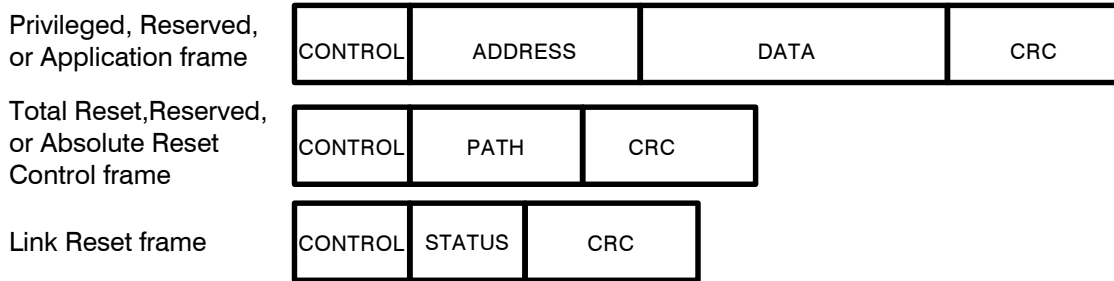 Privileged, Reserved,
or Application frame
CONTROL ADDRESS DATA CRC
Total Reset,Reserved,
or Absolute Reset
Control frame
CONTROL PATH CRC
Link Reset frame
CONTROL STATUS CRC